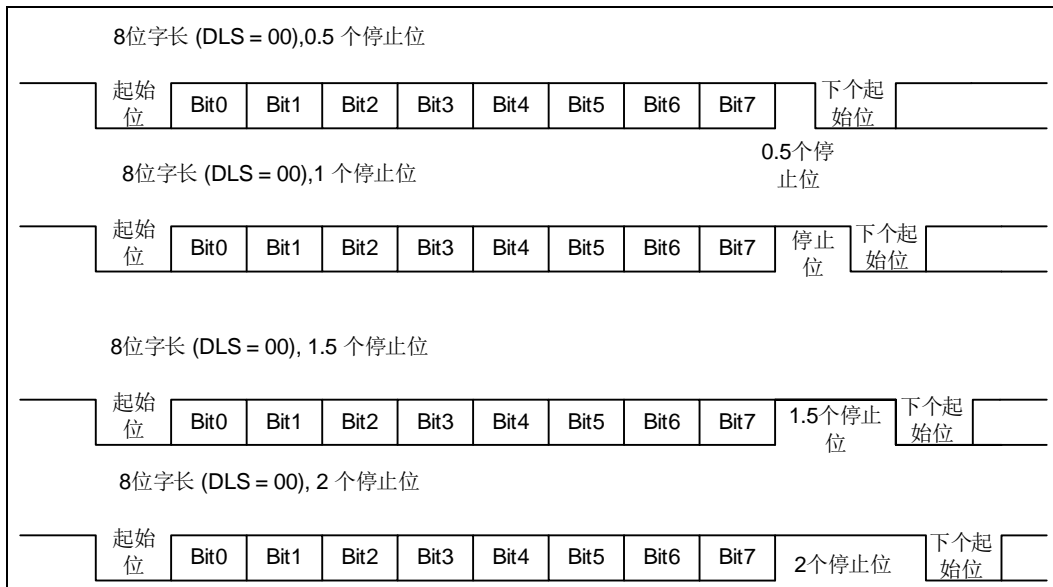 8位字长 (DLS = 00),0.5 个停止位
起始位 Bit0 Bit1 Bit2 Bit3 Bit4 Bit5 Bit6 Bit7 下个起始位
0.5个停止位
8位字长 (DLS = 00),1 个停止位
起始位 Bit0 Bit1 Bit2 Bit3 Bit4 Bit5 Bit6 Bit7 停止位 下个起始位
8位字长 (DLS = 00), 1.5 个停止位
起始位 Bit0 Bit1 Bit2 Bit3 Bit4 Bit5 Bit6 Bit7 1.5个停止位 下个起始位
8位字长 (DLS = 00), 2 个停止位
起始位 Bit0 Bit1 Bit2 Bit3 Bit4 Bit5 Bit6 Bit7 2个停止位 下个起始位